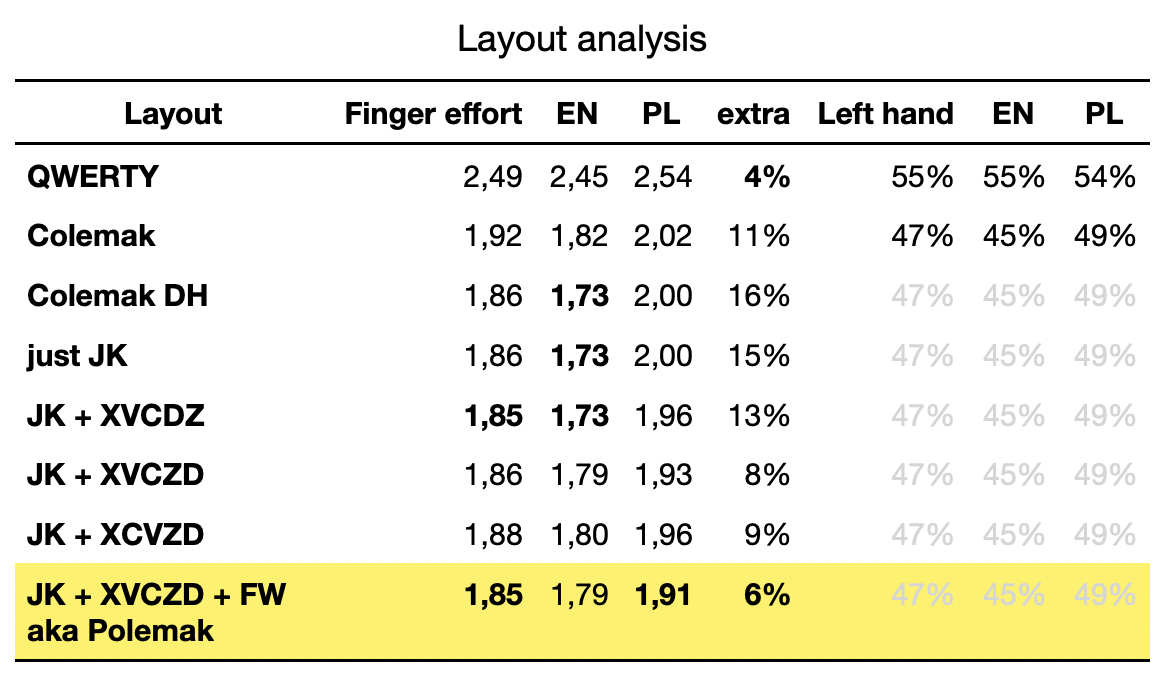 Layout analysis
Layout Finger effort EN PL extra Left hand EN PL
QWERTY 2,49 2,45 2,54 4% 55% 55% 54%
Colemak 1,92 1,82 2,02 11% 47% 45% 49%
Colemak DH 1,86 1,73 2,00 16% 47% 45% 49%
just JK 1,86 1,73 2,00 15% 47% 45% 49%
JK + XVCDZ 1,85 1,73 1,96 13% 47% 45% 49%
JK + XVCZD 1,86 1,79 1,93 8% 47% 45% 49%
JK + XCVZD 1,88 1,80 1,96 9% 47% 45% 49%
JK + XVCZD + FW 1,85 1,79 1,91 6% 47% 45% 49%
aka Polemak